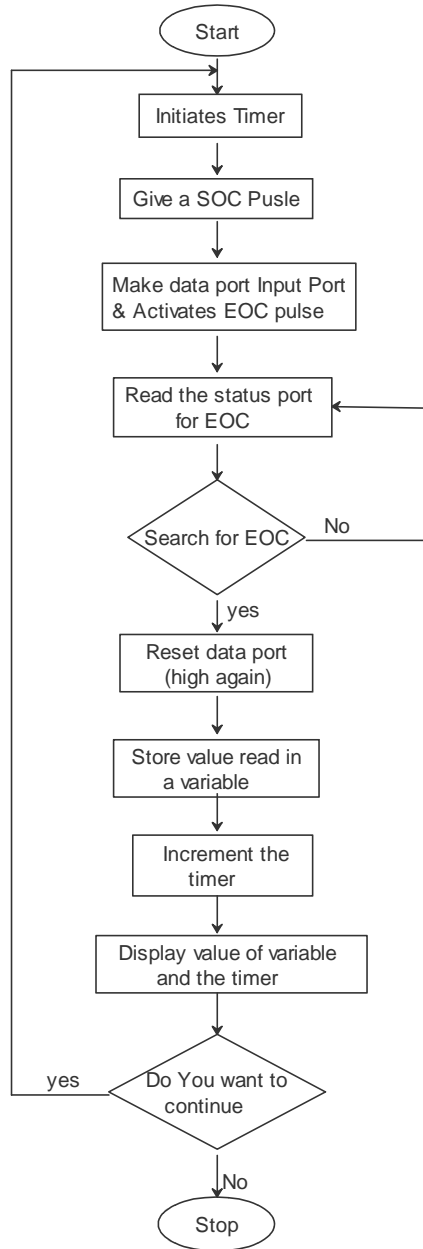 Start
Initiates Timer
Give a SOC Pusle
Make data port Input Port
& Activates EOC pulse
Read the status port
for EOC
Search for EOC
No
yes
Reset data port
(high again)
Store value read in
a variable
Increment the
timer
Display value of variable
and the timer
Do You want to
continue
yes
No
Stop